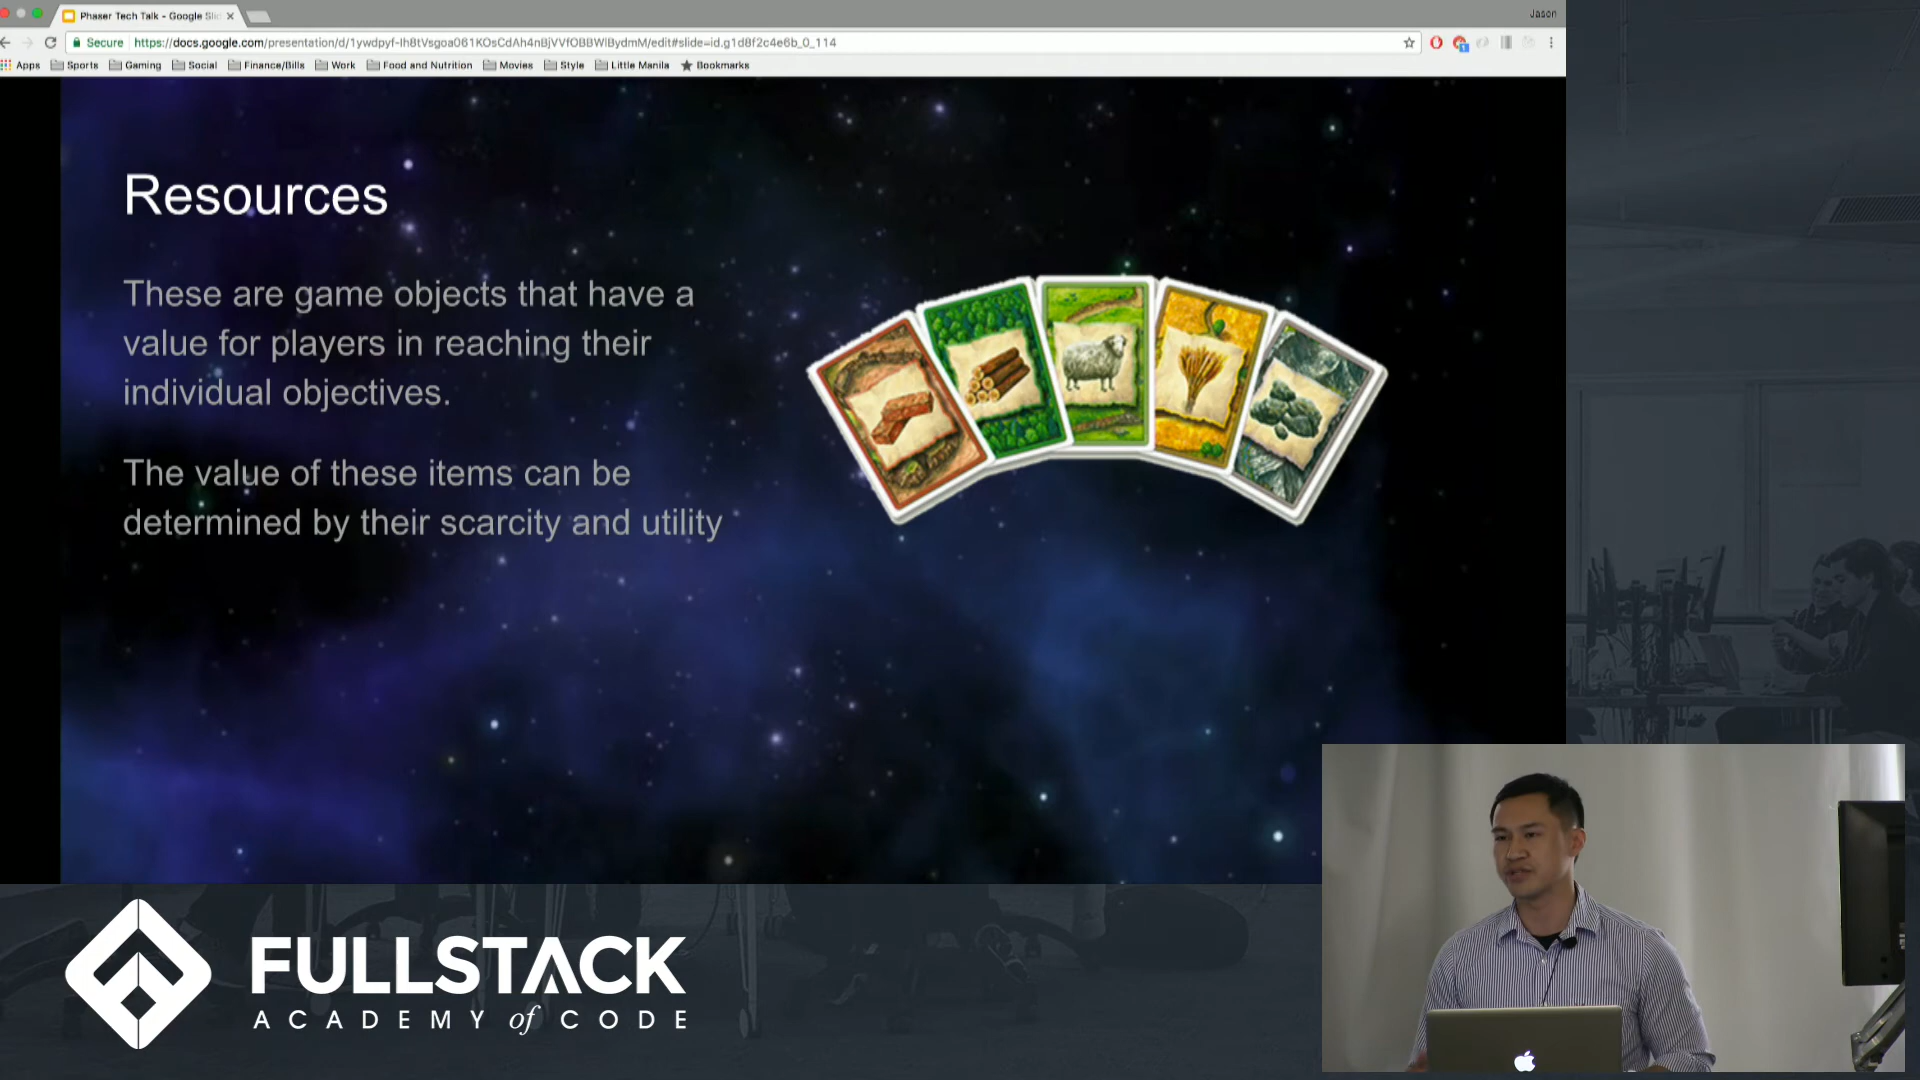 Phaser Tech Talk - Google Sli
Jason
Secure
https://docs.google.com/presentation/d/1ywdpyf-Ih8tVsgoa061KOsCdAh4nBjVVfOBBWlBydmM/edit#slide=id.g1d8f2c4e6b_0_114
Apps Sports Gaming Social Finance/Bills Work Food and Nutrition Movies Style Little Manila Bookmarks
Resources
These are game objects that have a
value for players in reaching their
individual objectives.
The value of these items can be
determined by their scarcity and utility
FULLSTACK
ACADEMY of CODE